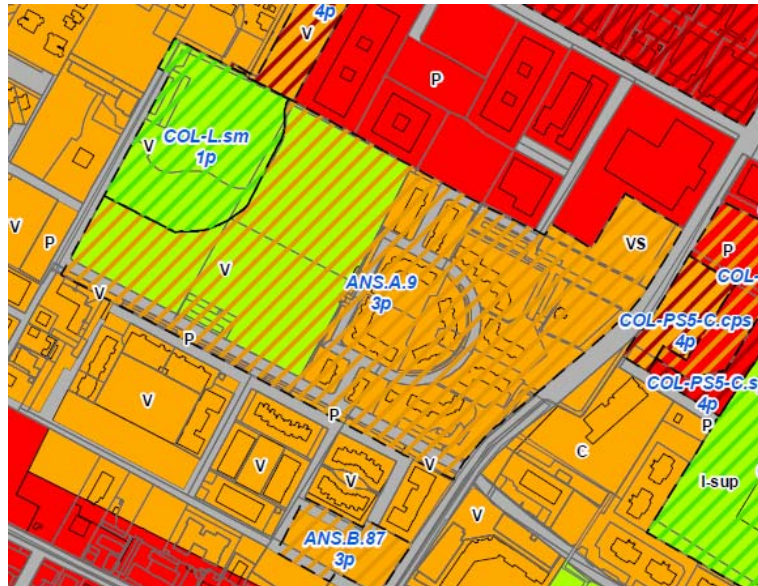 4p
V
P
COL-L.sm
1p
V
V
P
VS
P
COL-
V
ANS.A.9
3p
V
COL-PS5-C.cps
4p
P
COL-PS5-C.s
4p
P
P
V
V
C
V
V
I-sup
V
ANS.B.87
3p